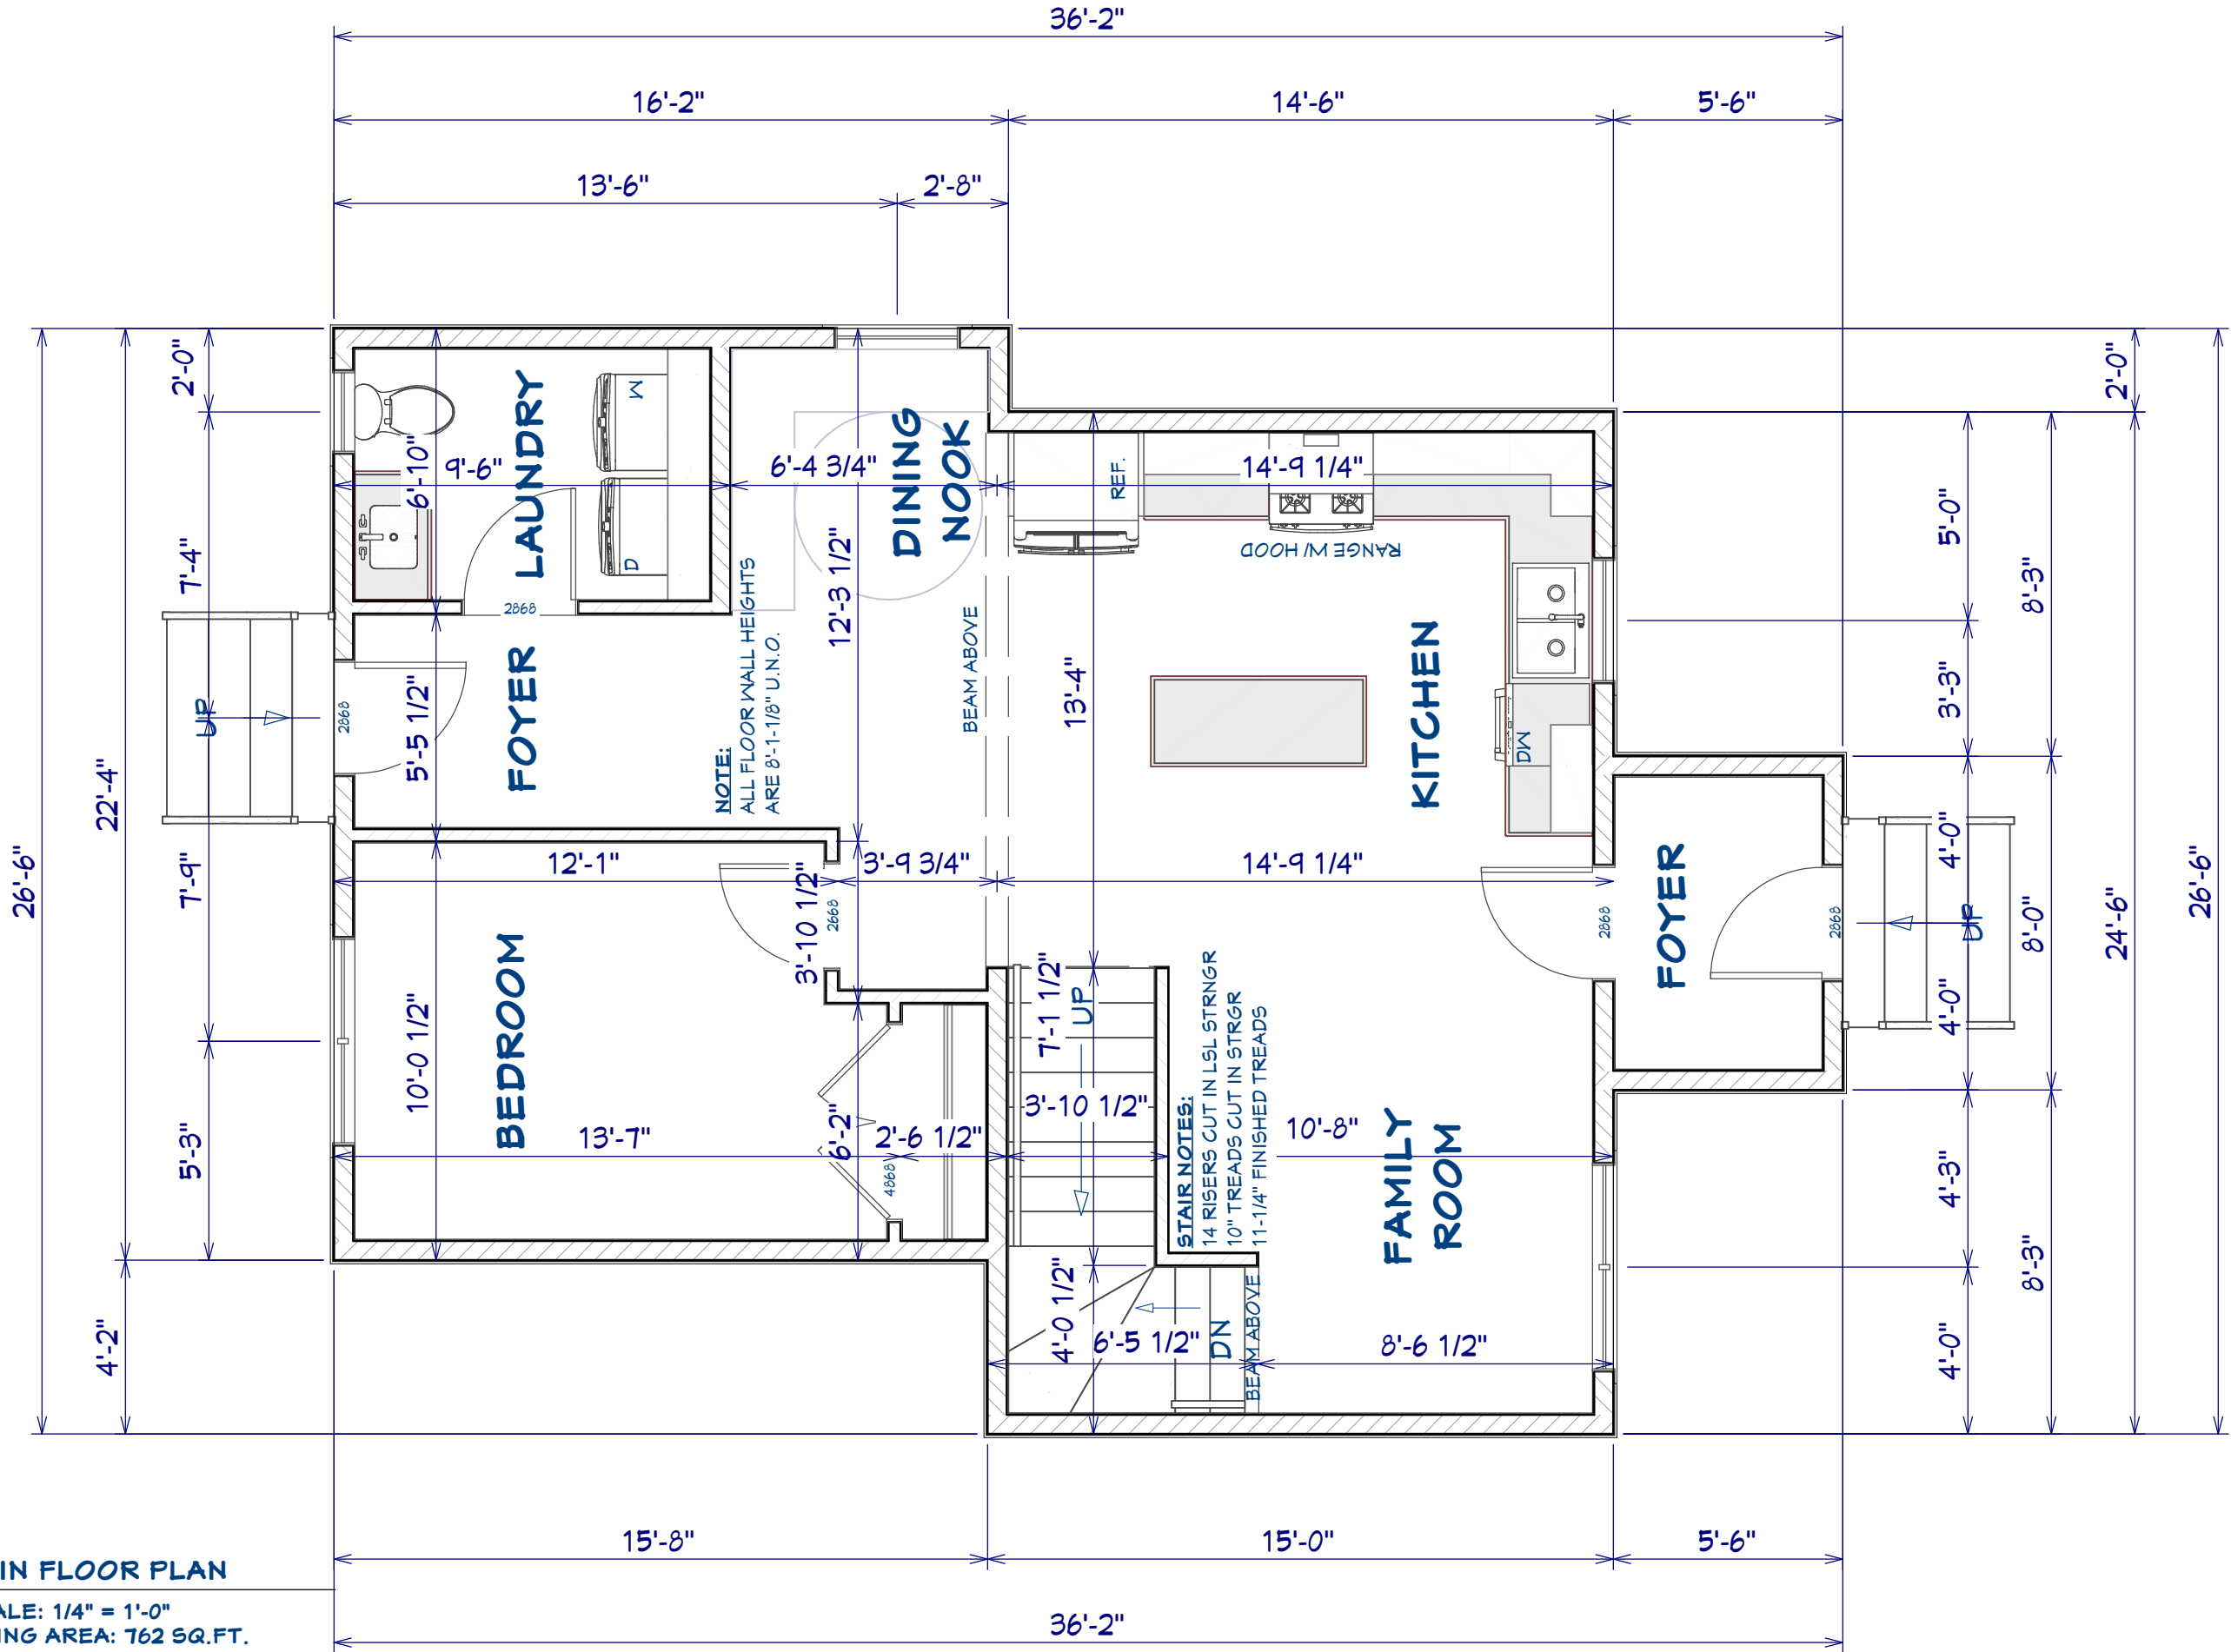 36'-2"
16'-2"
14'-6"
5'-6"
13'-6"
2'-8"
2'-0"
7'-4"
7'-9"
5'-3"
22'-4"
4'-2"
26'-6"
2'-0"
5'-0"
3'-3"
4'-0"
4'-0"
4'-3"
4'-0"
8'-3"
8'-0"
8'-3"
24'-6"
26'-6"
LAUNDRY
6'-10"
9'-6"
W
D
2868
DINING
NOOK
6'-4 3/4"
12'-3 1/2"
14'-9 1/4"
REF.
RANGE W/ HOOD
KITCHEN
DW
13'-4"
BEAM ABOVE
FOYER
5'-5 1/2"
UP
2868
NOTE:
ALL FLOOR WALL HEIGHTS
ARE 8'-1-1/8" U.N.O.
12'-1"
3'-9 3/4"
14'-9 1/4"
3'-10 1/2"
2668
BEDROOM
10'-0 1/2"
13'-7"
6'-2"
2'-6 1/2"
4868
UP
7'-1 1/2"
3'-10 1/2"
STAIR NOTES:
14 RISERS CUT IN LSL STRNGR
10" TREADS CUT IN STRGR
11-1/4" FINISHED TREADS
10'-8"
FAMILY
ROOM
2868
FOYER
2868
UP
4'-0 1/2"
6'-5 1/2"
DN
BEAM ABOVE
8'-6 1/2"
15'-8"
15'-0"
5'-6"
36'-2"
IN FLOOR PLAN
ALE: 1/4" = 1'-0"
ING AREA: 762 SQ.FT.